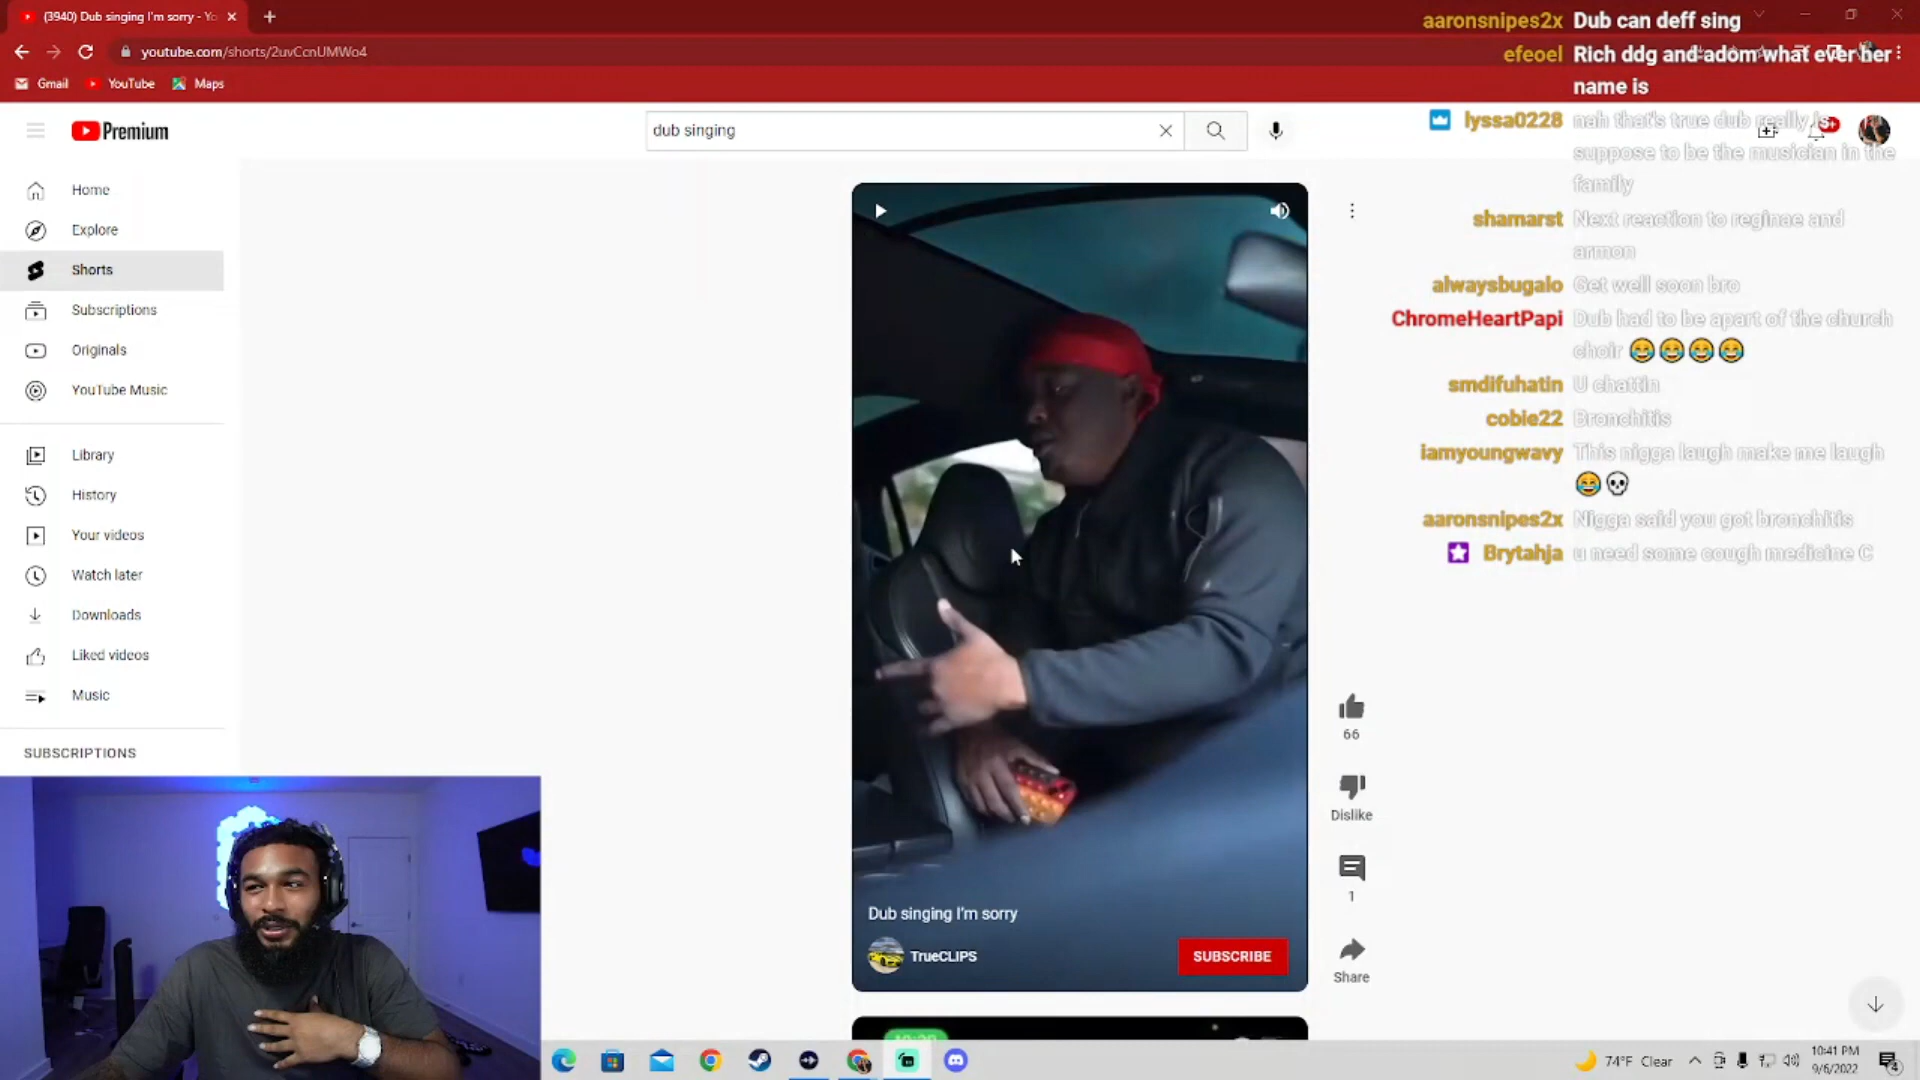 (3940) Dub singing I'm sorry - Yo
youtube.com/shorts/2uvCcnUMWo4
Gmail YouTube Maps
Premium
dub singing
Home
Explore
Shorts
Subscriptions
Originals
YouTube Music
Library
History
Your videos
Watch later
Downloads
Liked videos
Music
SUBSCRIPTIONS
Dub singing I'm sorry
TrueCLIPS
SUBSCRIBE
66
Dislike
1
Share
aaronsnipes2x Dub can deff sing
efeoel Rich ddg and adom what ever her
name is
lyssa0228 nah that's true dub really is
suppose to be the musician in the
family
shamarst Next reaction to reginae and
armon
alwaysbugalo Get well soon bro
ChromeHeartPapi Dub had to be apart of the church
choir 😂😂😂😂
smdifuhatin U chattin
cobie22 Bronchitis
iamyoungwavy This nigga laugh make me laugh
😂💀
aaronsnipes2x Nigga said you got bronchitis
Brytahja u need some cough medicine C
9+
74°F Clear
10:41 PM
9/6/2022
4